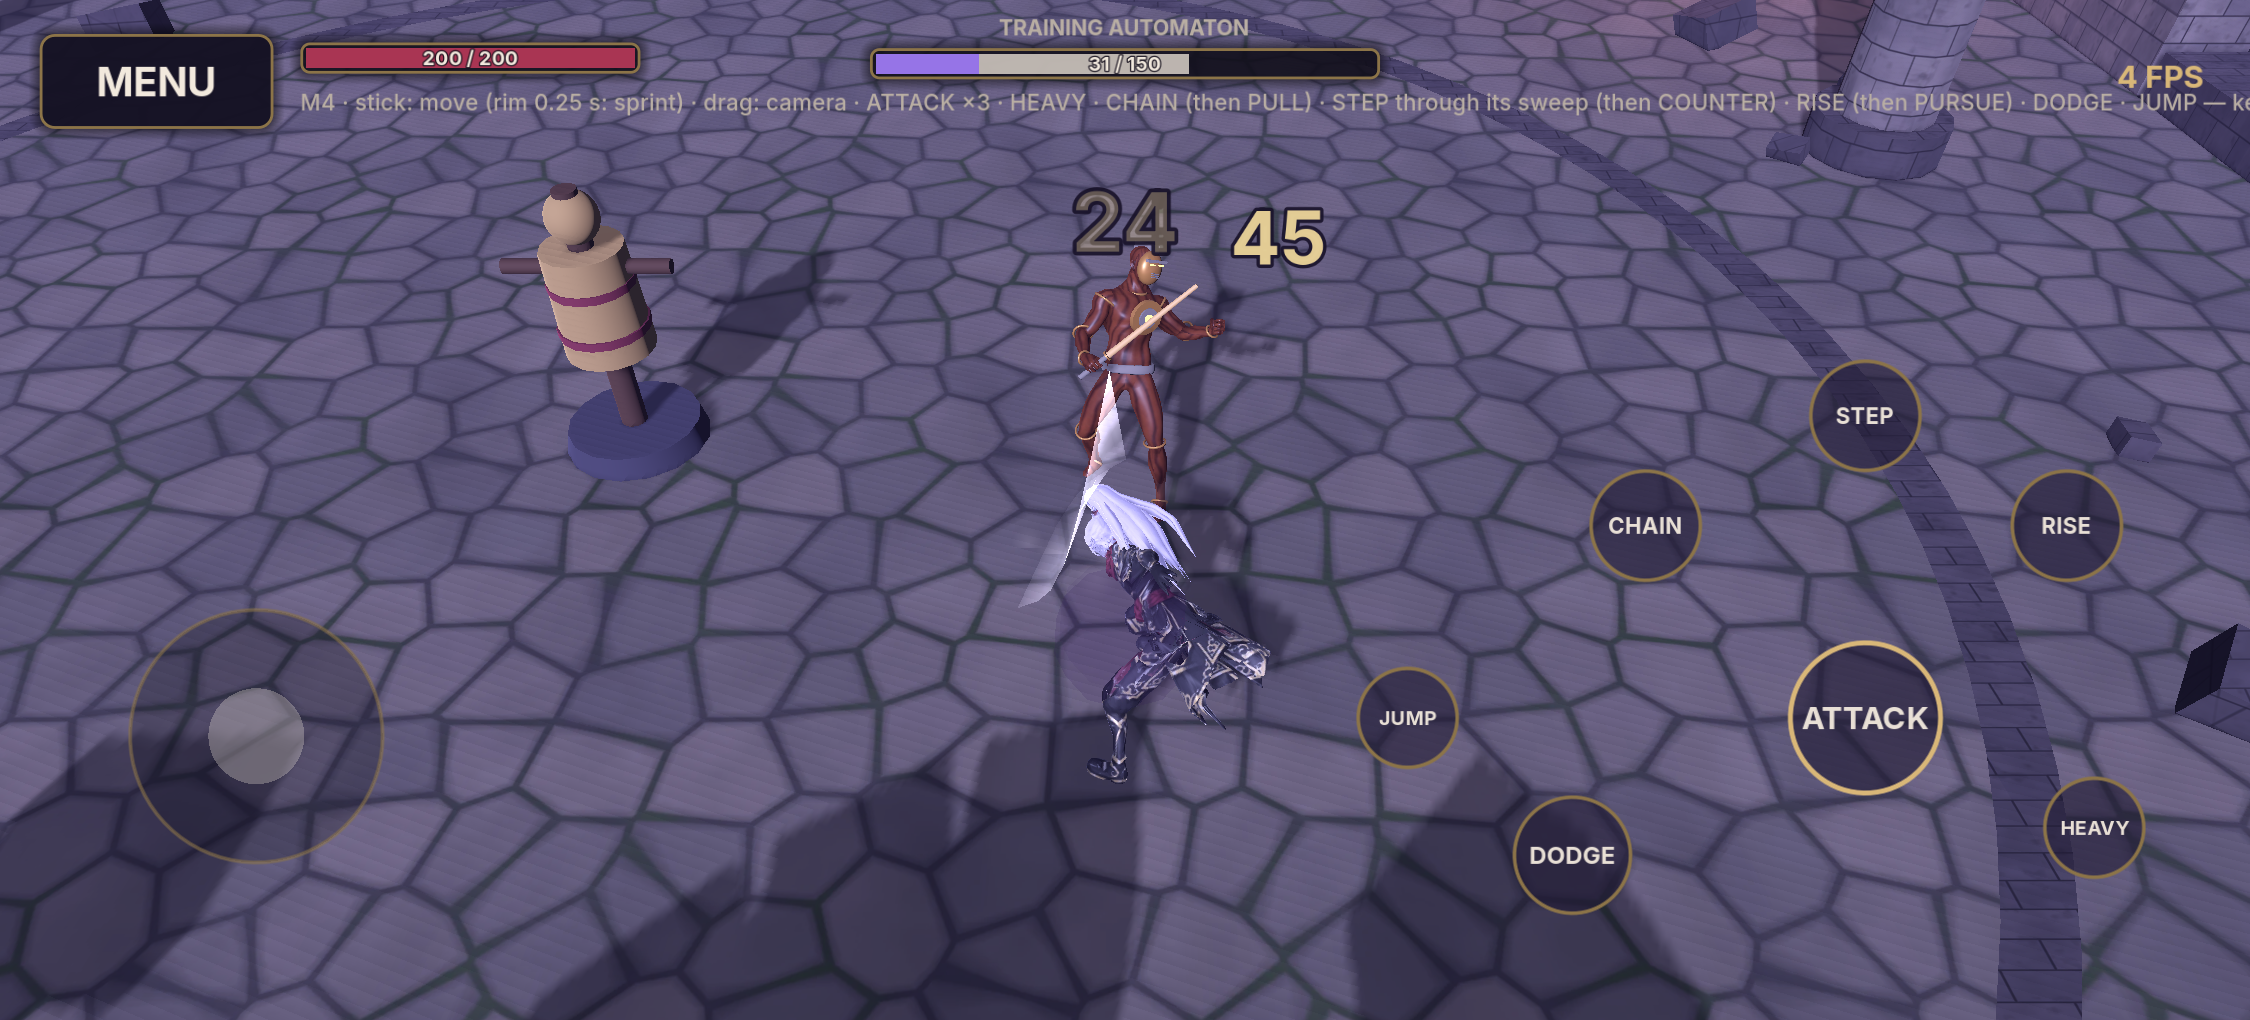 TRAINING AUTOMATON
MENU
200 / 200
31 / 150
4 FPS
M4 · stick: move (rim 0.25 s: sprint) · drag: camera · ATTACK ×3 · HEAVY · CHAIN (then PULL) · STEP through its sweep (then COUNTER) · RISE (then PURSUE) · DODGE · JUMP —
24
45
STEP
CHAIN
RISE
JUMP
ATTACK
HEAVY
DODGE